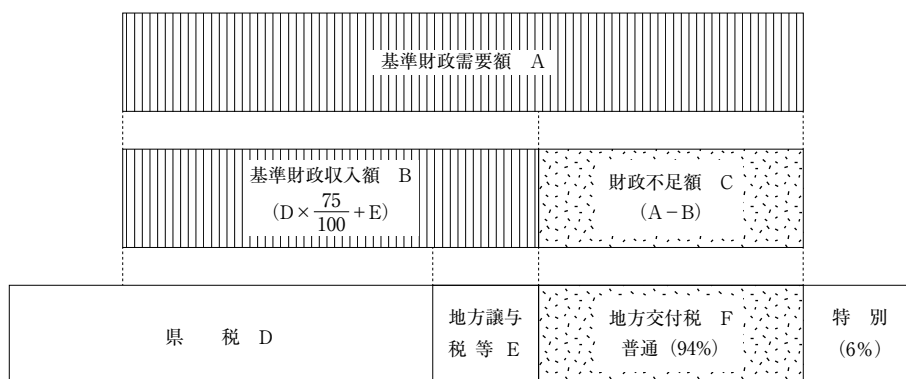 基準財政需要額 A
基準財政収入額 B
(D×75/100+E)
財政不足額 C
(A－B)
県 税 D
地方譲与
税 等 E
地方交付税 F
普通 (94%)
特 別
(6%)